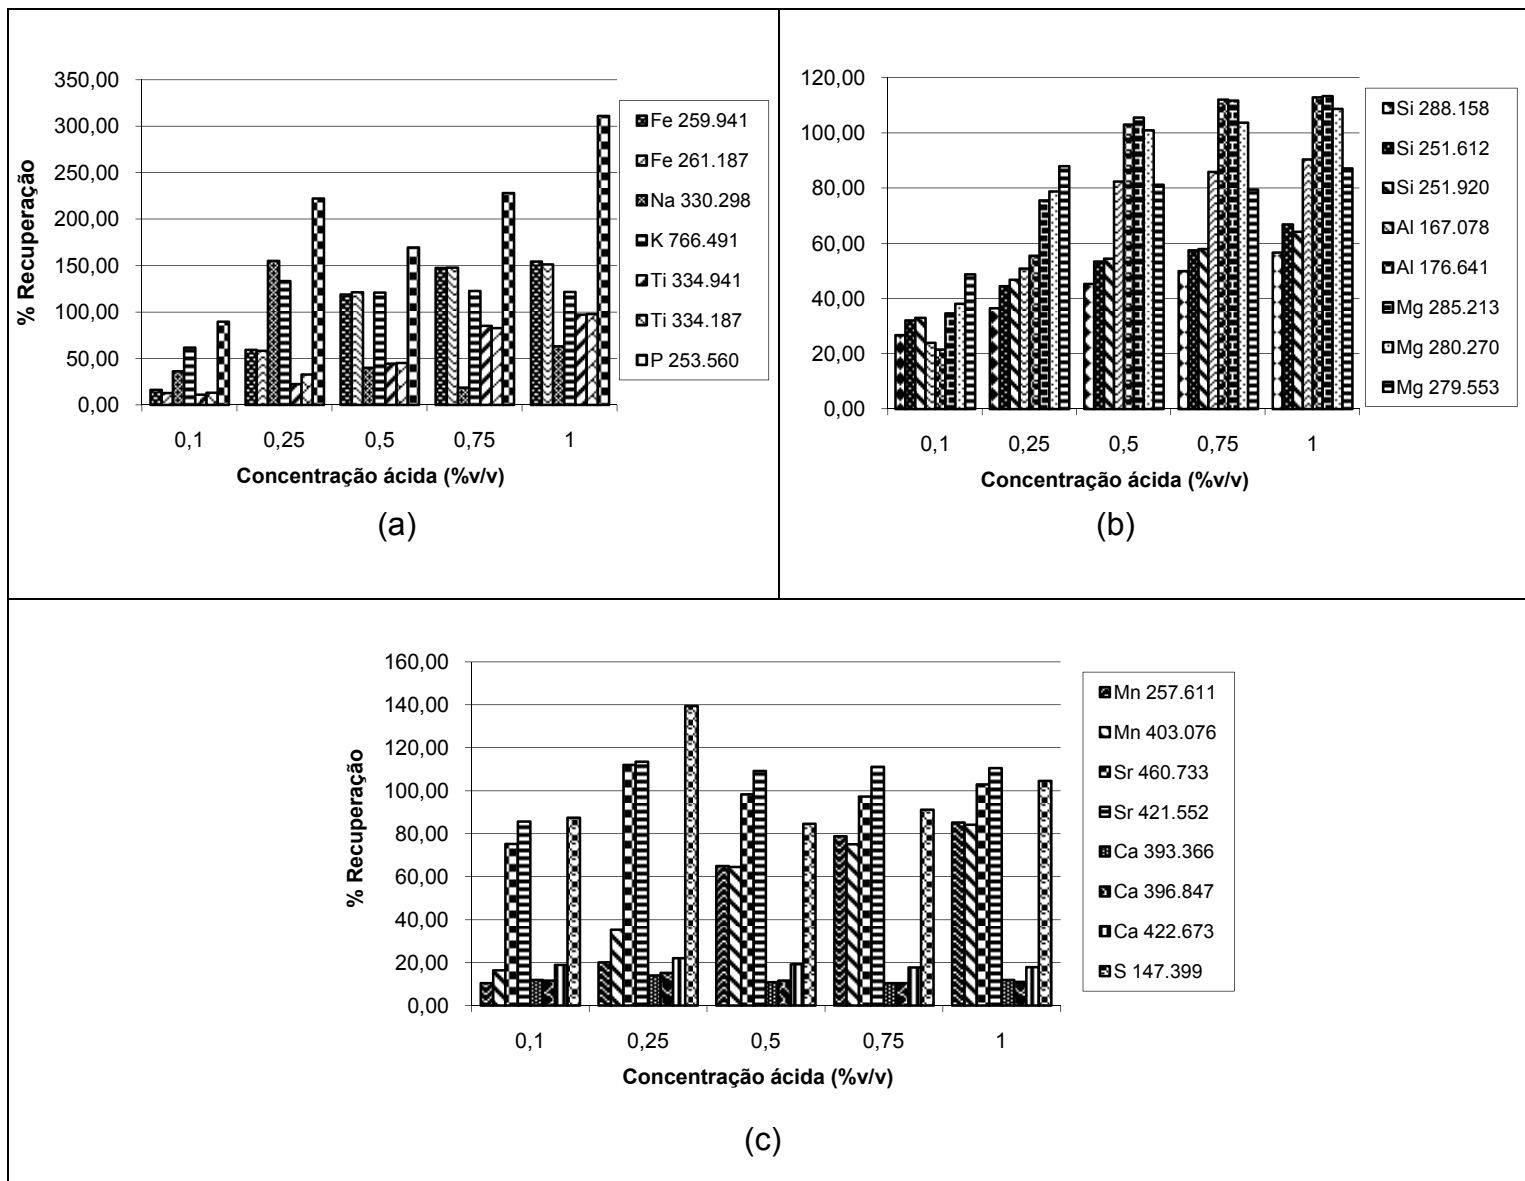 350,00
300,00
250,00
200,00
150,00
100,00
50,00
0,00
% Recuperação
0,1 0,25 0,5 0,75 1
Concentração ácida (%v/v)
Fe 259.941
Fe 261.187
Na 330.298
K 766.491
Ti 334.941
Ti 334.187
P 253.560
(a)
120,00
100,00
80,00
60,00
40,00
20,00
0,00
% Recuperação
0,1 0,25 0,5 0,75 1
Concentração ácida (%v/v)
Si 288.158
Si 251.612
Si 251.920
Al 167.078
Al 176.641
Mg 285.213
Mg 280.270
Mg 279.553
(b)
160,00
140,00
120,00
100,00
80,00
60,00
40,00
20,00
0,00
% Recuperação
0,1 0,25 0,5 0,75 1
Concentração ácida (%v/v)
Mn 257.611
Mn 403.076
Sr 460.733
Sr 421.552
Ca 393.366
Ca 396.847
Ca 422.673
S 147.399
(c)